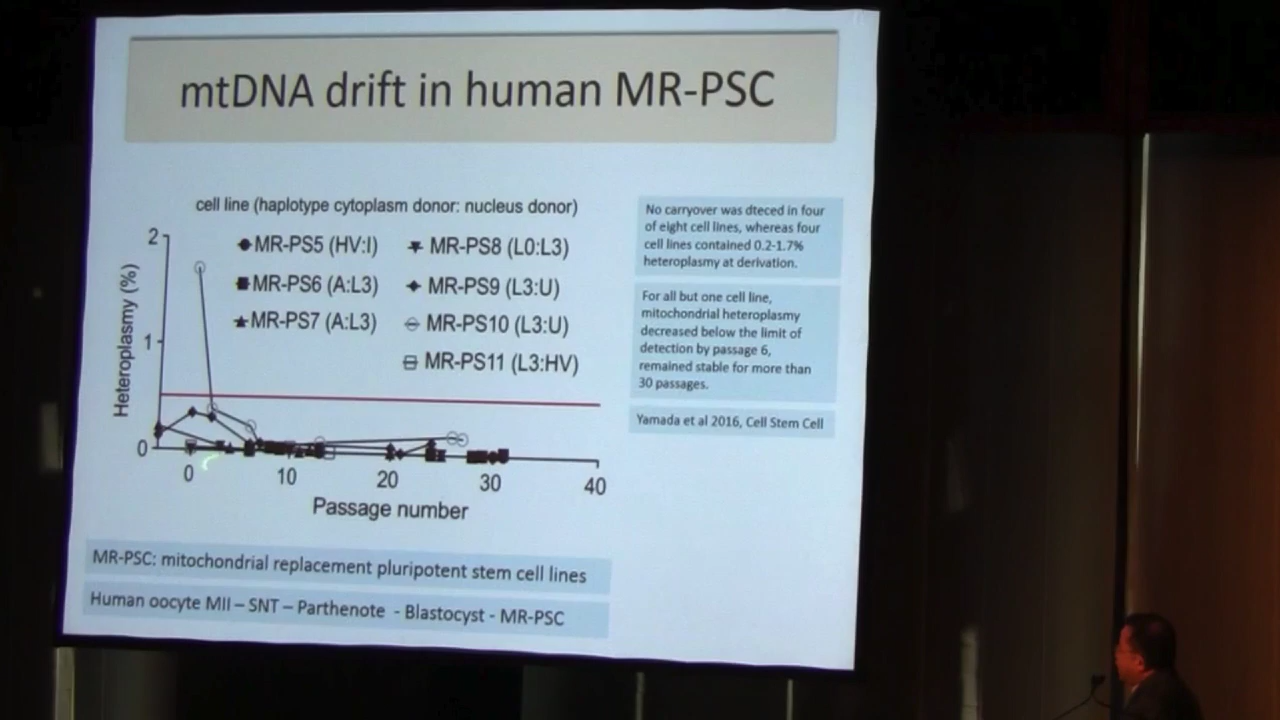 mtDNA drift in human MR-PSC
cell line (haplotype cytoplasm donor: nucleus donor)
MR-PS5 (HV:I)
MR-PS8 (L0:L3)
MR-PS6 (A:L3)
MR-PS9 (L3:U)
MR-PS7 (A:L3)
MR-PS10 (L3:U)
MR-PS11 (L3:HV)
Heteroplasmy (%)
2
1
0
0 10 20 30 40
Passage number
No carryover was dteced in four
of eight cell lines, whereas four
cell lines contained 0.2-1.7%
heteroplasmy at derivation.
For all but one cell line,
mitochondrial heteroplasmy
decreased below the limit of
detection by passage 6,
remained stable for more than
30 passages.
Yamada et al 2016, Cell Stem Cell
MR-PSC: mitochondrial replacement pluripotent stem cell lines
Human oocyte MII – SNT – Parthenote - Blastocyst - MR-PSC